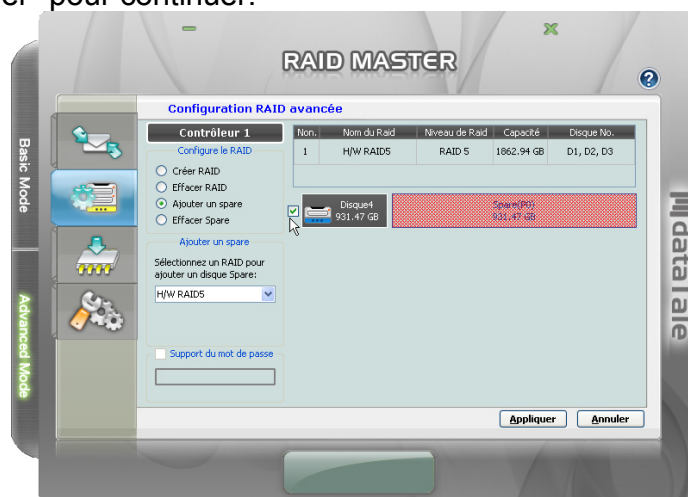 er" pour continuer.
RAID MASTER
Configuration RAID avancée
Basic Mode
Advanced Mode
Contrôleur 1
Configure le RAID
Créer RAID
Effacer RAID
Ajouter un spare
Effacer Spare
Ajouter un spare
Sélectionnez un RAID pour
ajouter un disque Spare:
H/W RAID5
Support du mot de passe
Non. Nom du Raid Niveau de Raid Capacité Disque No.
1 H/W RAID5 RAID 5 1862.94 GB D1, D2, D3
Disque4
931.47 GB
Spare(P0)
931.47 GB
Appliquer Annuler
dataTale